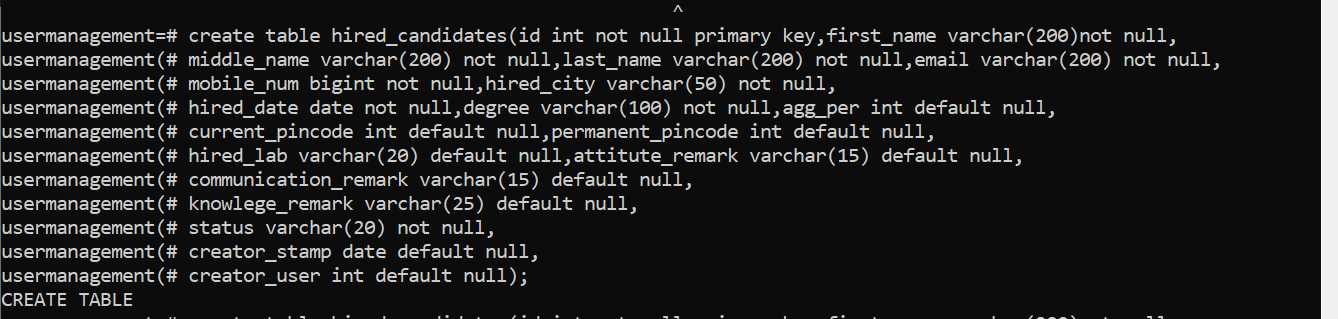 ^
usermanagement=# create table hired_candidates(id int not null primary key,first_name varchar(200)not null,
usermanagement(# middle_name varchar(200) not null,last_name varchar(200) not null,email varchar(200) not null,
usermanagement(# mobile_num bigint not null,hired_city varchar(50) not null,
usermanagement(# hired_date date not null,degree varchar(100) not null,agg_per int default null,
usermanagement(# current_pincode int default null,permanent_pincode int default null,
usermanagement(# hired_lab varchar(20) default null,attitute_remark varchar(15) default null,
usermanagement(# communication_remark varchar(15) default null,
usermanagement(# knowlege_remark varchar(25) default null,
usermanagement(# status varchar(20) not null,
usermanagement(# creator_stamp date default null,
usermanagement(# creator_user int default null);
CREATE TABLE